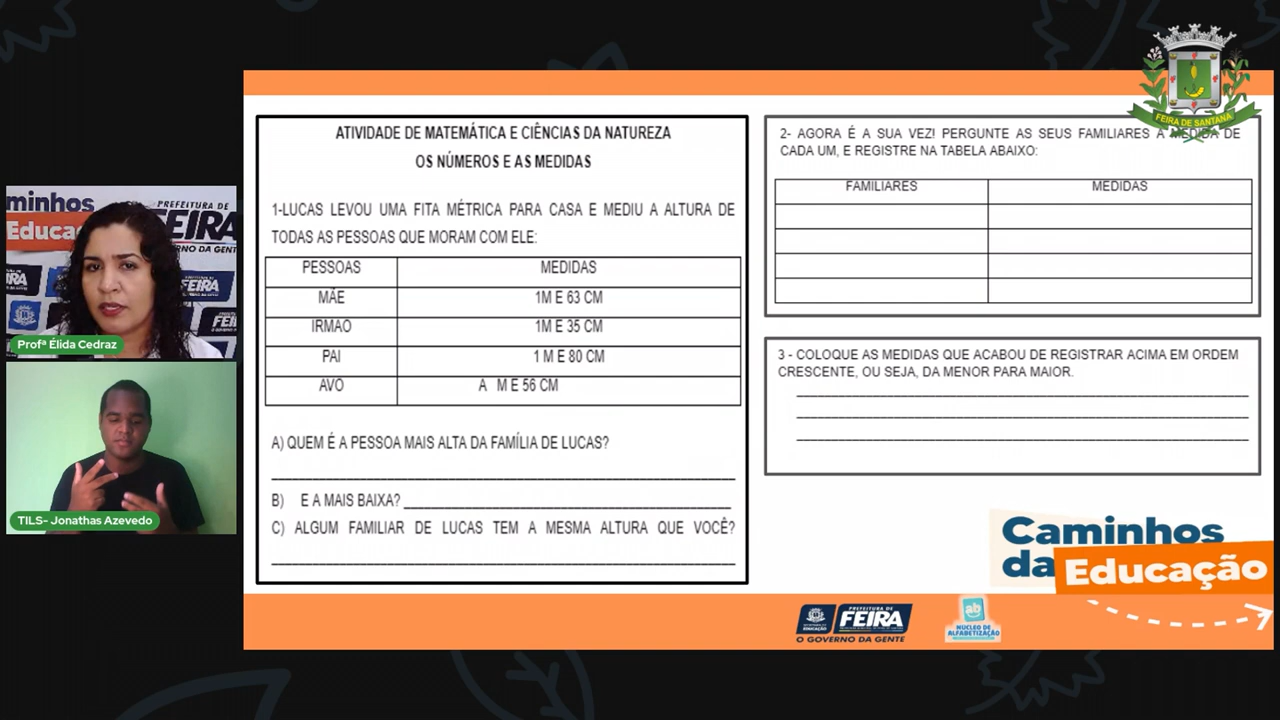 FEIRA DE SANTANA
ATIVIDADE DE MATEMÁTICA E CIÊNCIAS DA NATUREZA
OS NÚMEROS E AS MEDIDAS
1-LUCAS LEVOU UMA FITA MÉTRICA PARA CASA E MEDIU A ALTURA DE
TODAS AS PESSOAS QUE MORAM COM ELE:
PESSOAS MEDIDAS
MÃE 1M E 63 CM
IRMAO 1M E 35 CM
PAI 1 M E 80 CM
AVO A M E 56 CM
A) QUEM É A PESSOA MAIS ALTA DA FAMÍLIA DE LUCAS?
B) E A MAIS BAIXA?
C) ALGUM FAMILIAR DE LUCAS TEM A MESMA ALTURA QUE VOCÊ?
2- AGORA É A SUA VEZ! PERGUNTE AS SEUS FAMILIARES A MEDIDA DE
CADA UM, E REGISTRE NA TABELA ABAIXO:
FAMILIARES MEDIDAS
3 - COLOQUE AS MEDIDAS QUE ACABOU DE REGISTRAR ACIMA EM ORDEM
CRESCENTE, OU SEJA, DA MENOR PARA MAIOR.
minhos
Educa
PREFEITURA DE
FEIRA
NO DA GENTE
Profª Élida Cedraz
TILS- Jonathas Azevedo
Caminhos
da Educação
PREFEITURA DE
EDUCAÇÃO FEIRA
O GOVERNO DA GENTE
ab
NÚCLEO DE
ALFABETIZAÇÃO